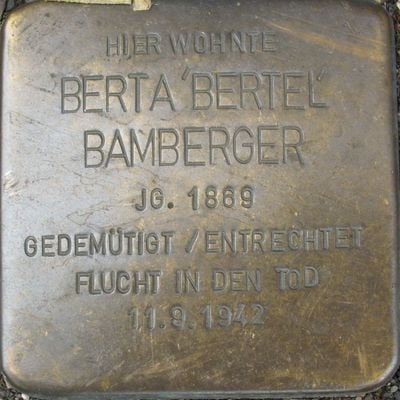 HIER WOHNTE
BERTA 'BERTEL'
BAMBERGER
JG. 1869
GEDEMÜTIGT / ENTRECHTET
FLUCHT IN DEN TOD
11.9.1942